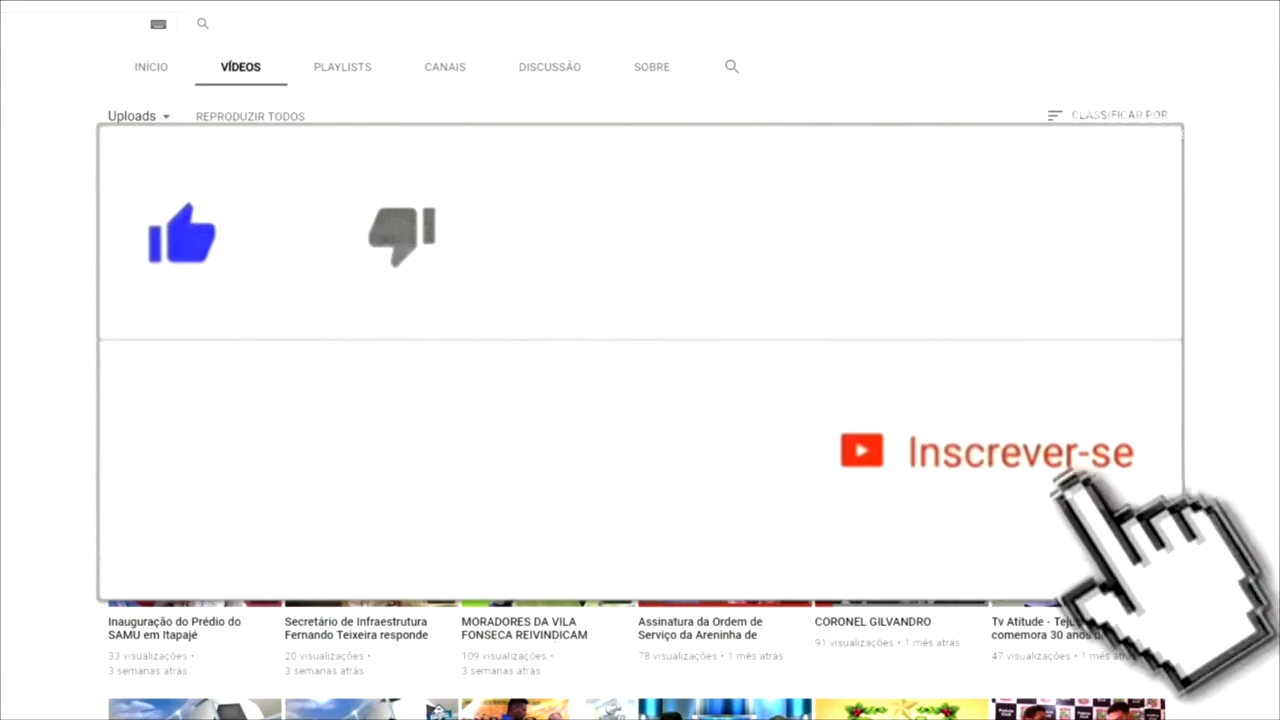 INÍCIO VÍDEOS PLAYLISTS CANAIS DISCUSSÃO SOBRE
Uploads REPRODUZIR TODOS CLASSIFICAR POR
Inscrever-se
Inauguração do Prédio do
SAMU em Itapajé
33 visualizações •
3 semanas atrás
Secretário de Infraestrutura
Fernando Teixeira responde
20 visualizações •
3 semanas atrás
MORADORES DA VILA
FONSECA REIVINDICAM
109 visualizações •
3 semanas atrás
Assinatura da Ordem de
Serviço da Areninha de
78 visualizações • 1 mês atrás
CORONEL GILVANDRO
91 visualizações • 1 mês atrás
Tv Atitude -
comemora 30 anos
47 visualizações • 1 mês